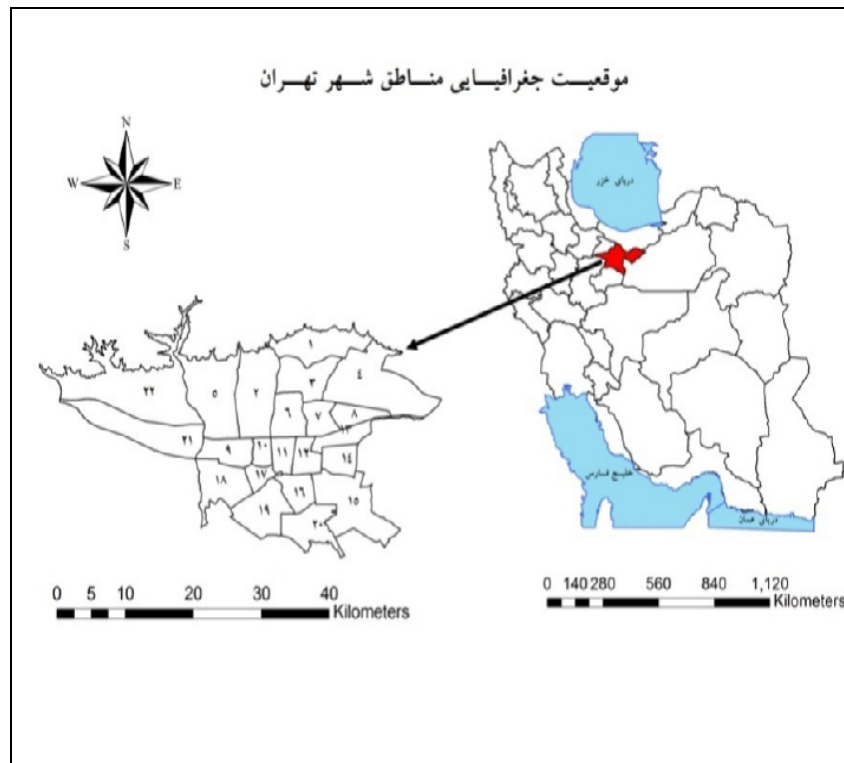 موقعیت جغرافیایی مناطق شهر تهران
N
W E
S
دریای خزر
خلیج فارس
دریای عمان
۱
۳
۴
۲۲
۵
۲
۶
۷
۸
۱۳
۲۱
۹
۱۰
۱۱
۱۲
۱۴
۱۸
۱۷
۱۶
۱۵
۱۹
۲۰
0 5 10 20 30 40
Kilometers
0 140 280 560 840 1,120
Kilometers